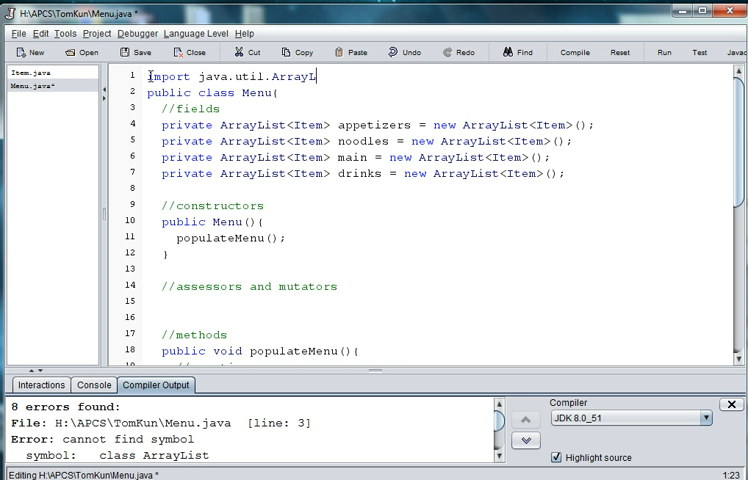 H:\APCS\TomKun\Menu.java *
File Edit Tools Project Debugger Language Level Help
New Open Save Close Cut Copy Paste Undo Redo Find Compile Reset Run Test Javac
Item.java
Menu.java*
1 import java.util.ArrayL
2 public class Menu{
3 //fields
4 private ArrayList<Item> appetizers = new ArrayList<Item>();
5 private ArrayList<Item> noodles = new ArrayList<Item>();
6 private ArrayList<Item> main = new ArrayList<Item>();
7 private ArrayList<Item> drinks = new ArrayList<Item>();
8
9 //constructors
10 public Menu(){
11 populateMenu();
12 }
13
14 //assessors and mutators
15
16
17 //methods
18 public void populateMenu(){
Interactions Console Compiler Output
8 errors found:
File: H:\APCS\TomKun\Menu.java [line: 3]
Error: cannot find symbol
symbol: class ArrayList
Compiler
JDK 8.0_51
Highlight source
Editing H:\APCS\TomKun\Menu.java *
1:23